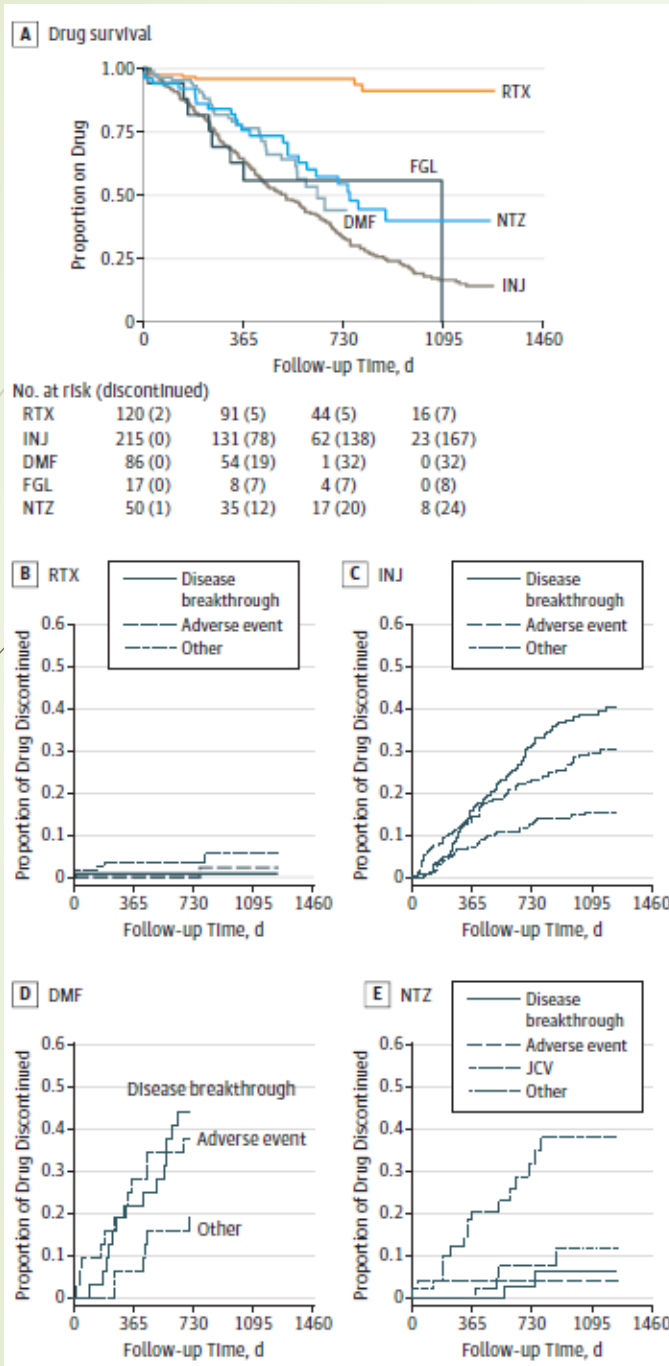 A Drug survival
1.00
0.75
0.50
0.25
0
Proportion on Drug
RTX
FGL
NTZ
DMF
INJ
0 365 730 1095 1460
Follow-up Time, d
No. at risk (discontinued)
RTX 120 (2) 91 (5) 44 (5) 16 (7)
INJ 215 (0) 131 (78) 62 (138) 23 (167)
DMF 86 (0) 54 (19) 1 (32) 0 (32)
FGL 17 (0) 8 (7) 4 (7) 0 (8)
NTZ 50 (1) 35 (12) 17 (20) 8 (24)
B RTX
Disease
breakthrough
Adverse event
Other
0.6
0.5
0.4
0.3
0.2
0.1
0
Proportion of Drug Discontinued
0 365 730 1095 1460
Follow-up Time, d
C INJ
Disease
breakthrough
Adverse event
Other
0.6
0.5
0.4
0.3
0.2
0.1
0
Proportion of Drug Discontinued
0 365 730 1095 1460
Follow-up Time, d
D DMF
0.6
0.5
0.4
0.3
0.2
0.1
0
Proportion of Drug Discontinued
Disease breakthrough
Adverse event
Other
0 365 730 1095 1460
Follow-up Time, d
E NTZ
Disease
breakthrough
Adverse event
JCV
Other
0.6
0.5
0.4
0.3
0.2
0.1
0
Proportion of Drug Discontinued
0 365 730 1095 1460
Follow-up Time, d